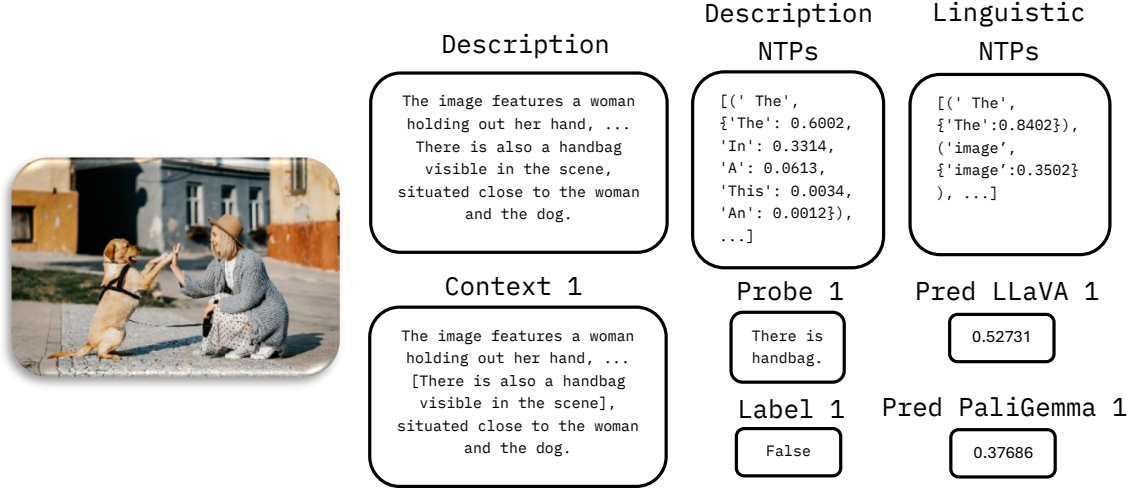 Description
The image features a woman
holding out her hand, ...
There is also a handbag
visible in the scene,
situated close to the woman
and the dog.
Description
NTPs
[(' The',
{'The': 0.6002,
'In': 0.3314,
'A': 0.0613,
'This': 0.0034,
'An': 0.0012}),
...]
Linguistic
NTPs
[(' The',
{'The':0.8402}),
('image’,
{'image’:0.3502}
), ...]
Context 1
The image features a woman
holding out her hand, ...
[There is also a handbag
visible in the scene],
situated close to the woman
and the dog.
Probe 1
There is
handbag.
Label 1
False
Pred LLaVA 1
0.52731
Pred PaliGemma 1
0.37686